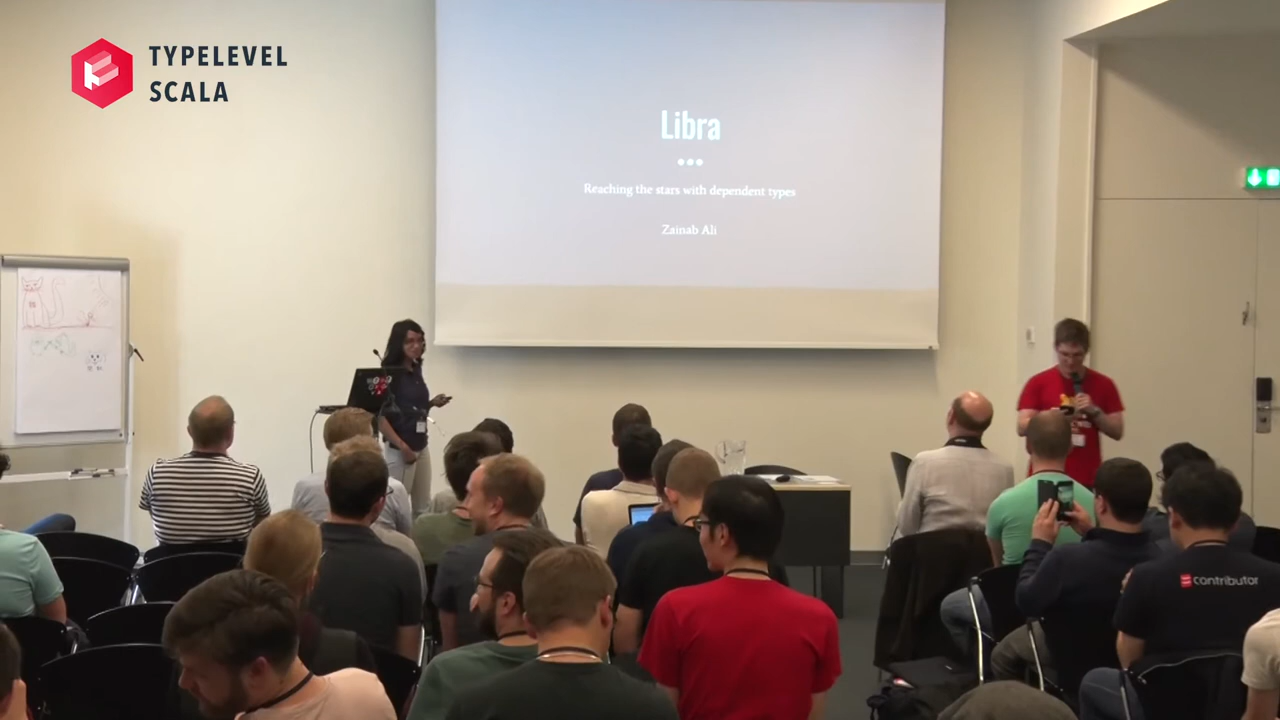 TYPELEVEL
SCALA
Libra
Reaching the stars with dependent types
Zainab Ali
contributor